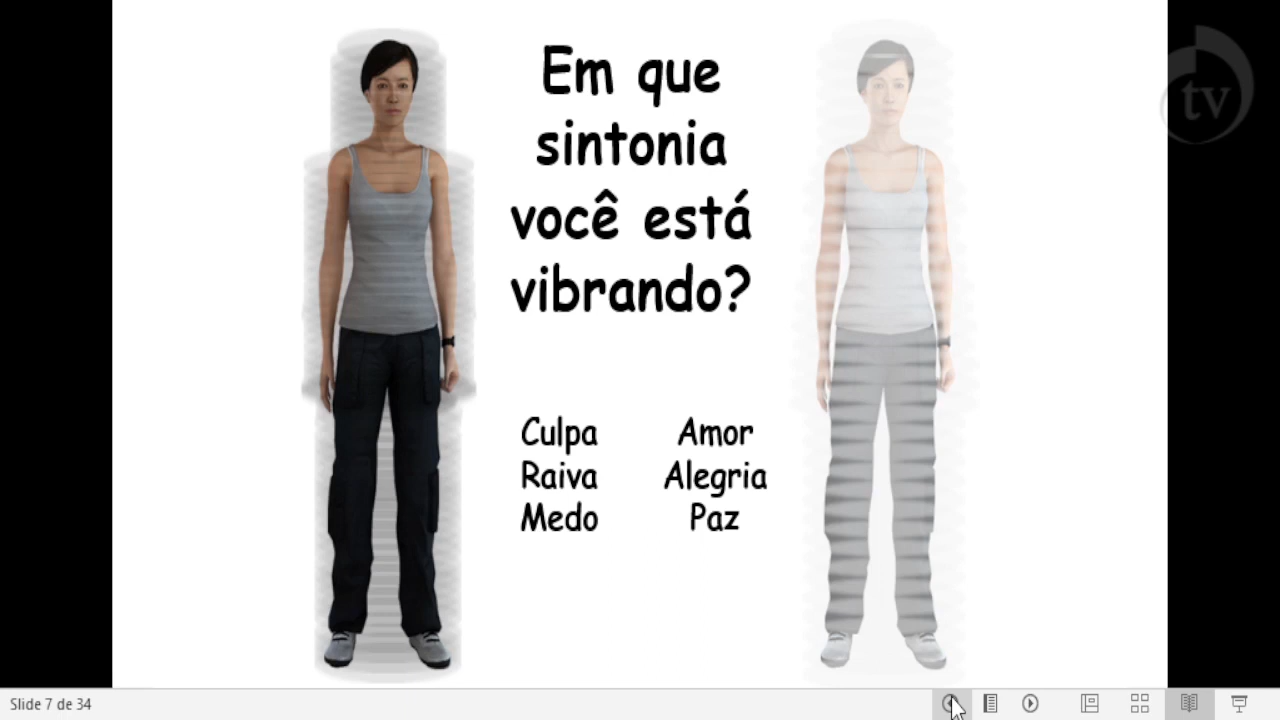 tv
Em que
sintonia
você está
vibrando?
Culpa Amor
Raiva Alegria
Medo Paz
Slide 7 de 34